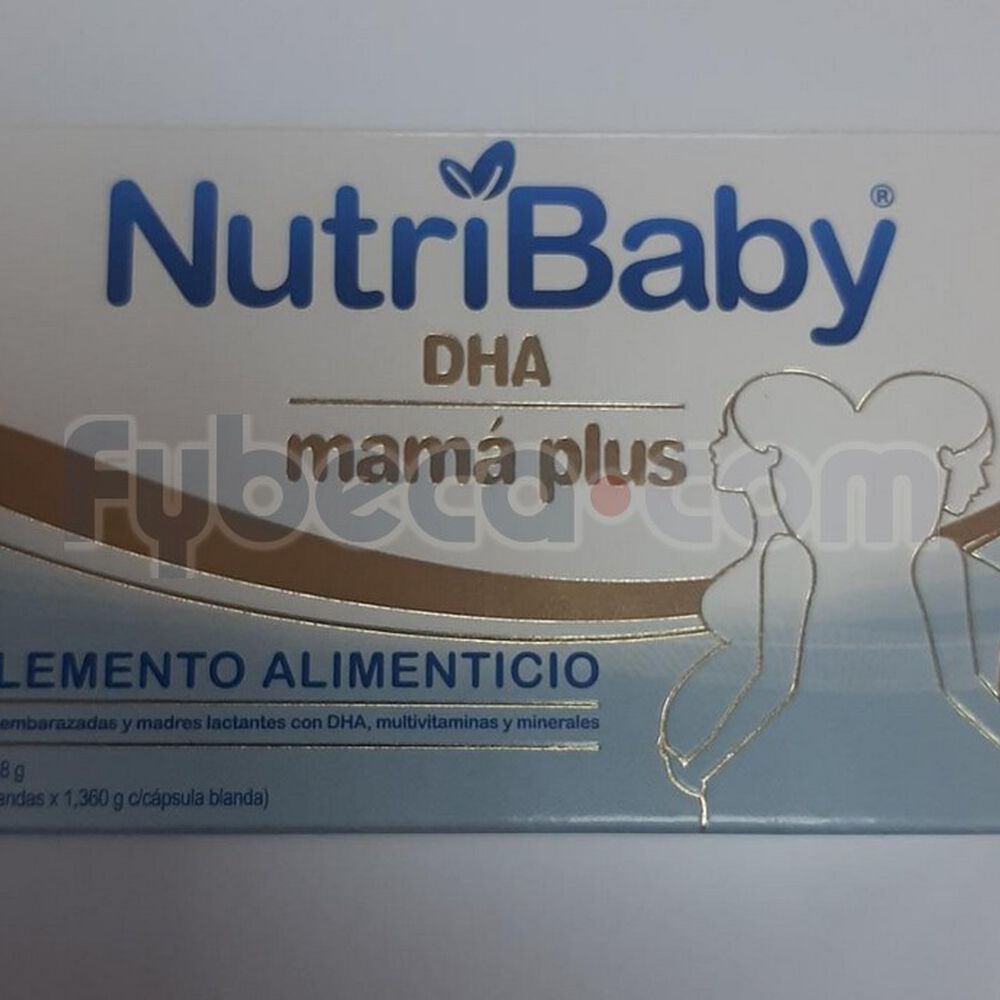 NutriBaby®
DHA
mamá plus
fybeca.com
LEMENTO ALIMENTICIO
embarazadas y madres lactantes con DHA, multivitaminas y minerales
8 g
andas x 1,360 g c/cápsula blanda)